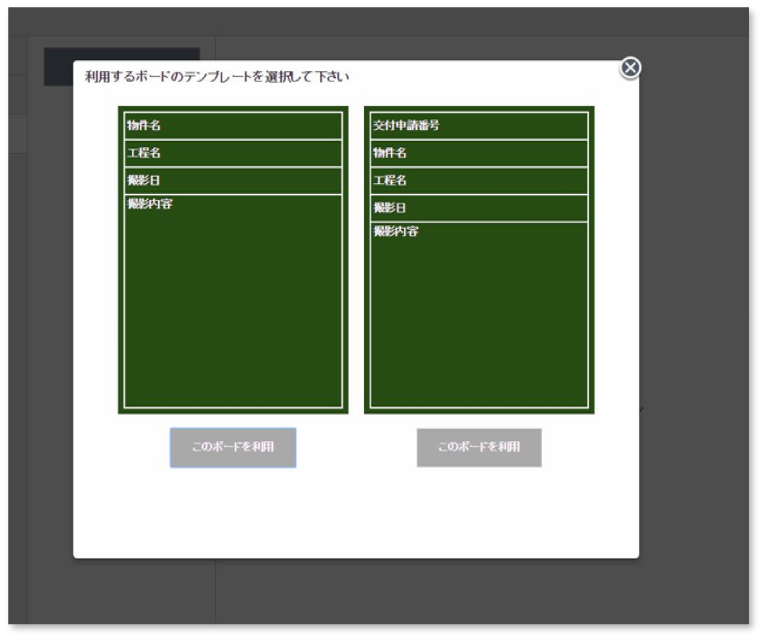 利用するボードのテンプレートを選択して下さい
物件名
工程名
撮影日
撮影内容
このボードを利用
交付申請番号
物件名
工程名
撮影日
撮影内容
このボードを利用